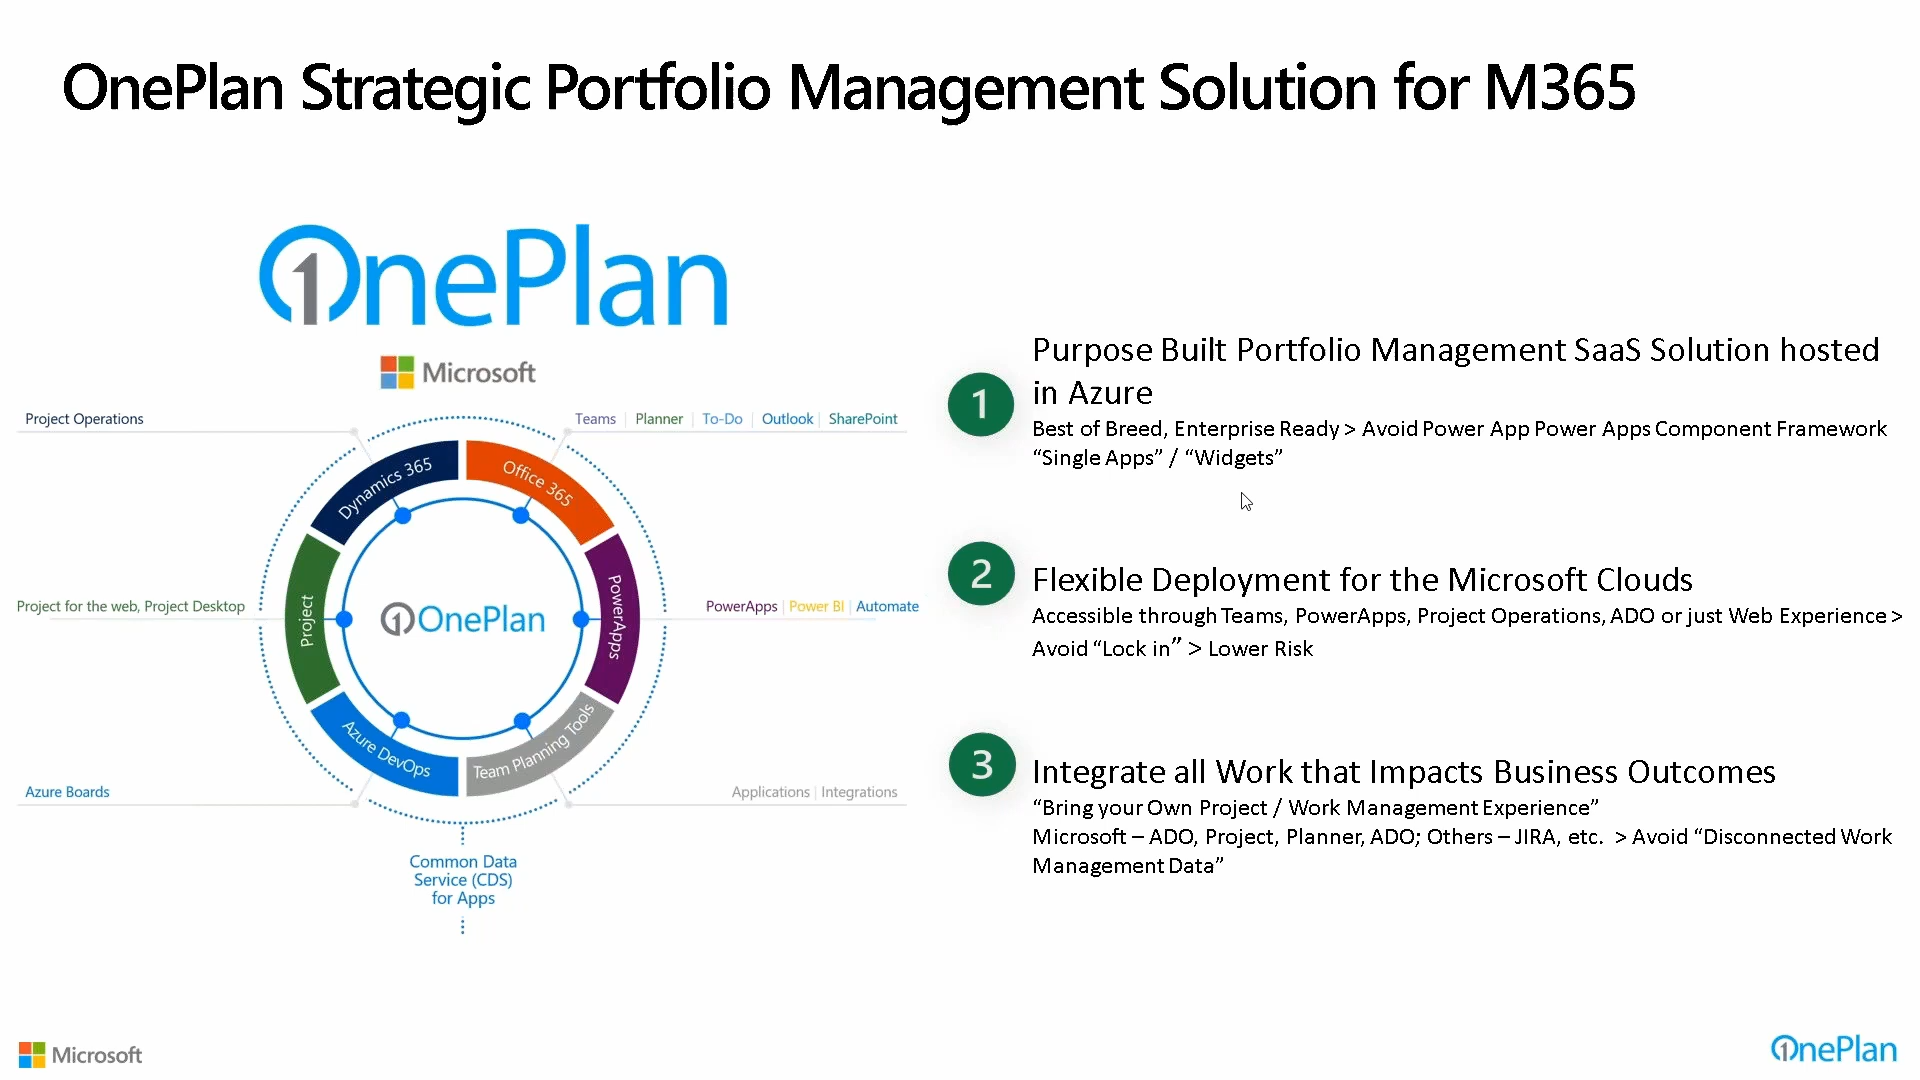 OnePlan Strategic Portfolio Management Solution for M365
OnePlan
Microsoft
Project Operations
Teams | Planner | To-Do | Outlook | SharePoint
Dynamics 365
Office 365
Project for the web, Project Desktop
Project
OnePlan
PowerApps
PowerApps | Power BI | Automate
Azure DevOps
Team Planning Tools
Azure Boards
Applications | Integrations
Common Data
Service (CDS)
for Apps
1
Purpose Built Portfolio Management SaaS Solution hosted
in Azure
Best of Breed, Enterprise Ready > Avoid Power App Power Apps Component Framework
“Single Apps” / “Widgets”
2
Flexible Deployment for the Microsoft Clouds
Accessible through Teams, PowerApps, Project Operations, ADO or just Web Experience >
Avoid “Lock in” > Lower Risk
3
Integrate all Work that Impacts Business Outcomes
“Bring your Own Project / Work Management Experience”
Microsoft – ADO, Project, Planner, ADO; Others – JIRA, etc. > Avoid “Disconnected Work
Management Data”
Microsoft
OnePlan